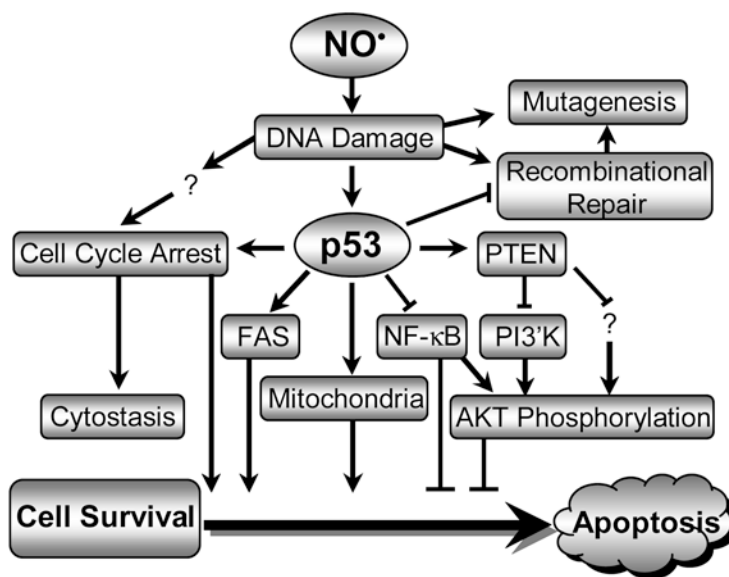 NO•
DNA Damage
Mutagenesis
Recombinational
Repair
?
Cell Cycle Arrest
p53
PTEN
FAS
NF-κB
PI3'K
?
Cytostasis
Mitochondria
AKT Phosphorylation
Cell Survival
Apoptosis